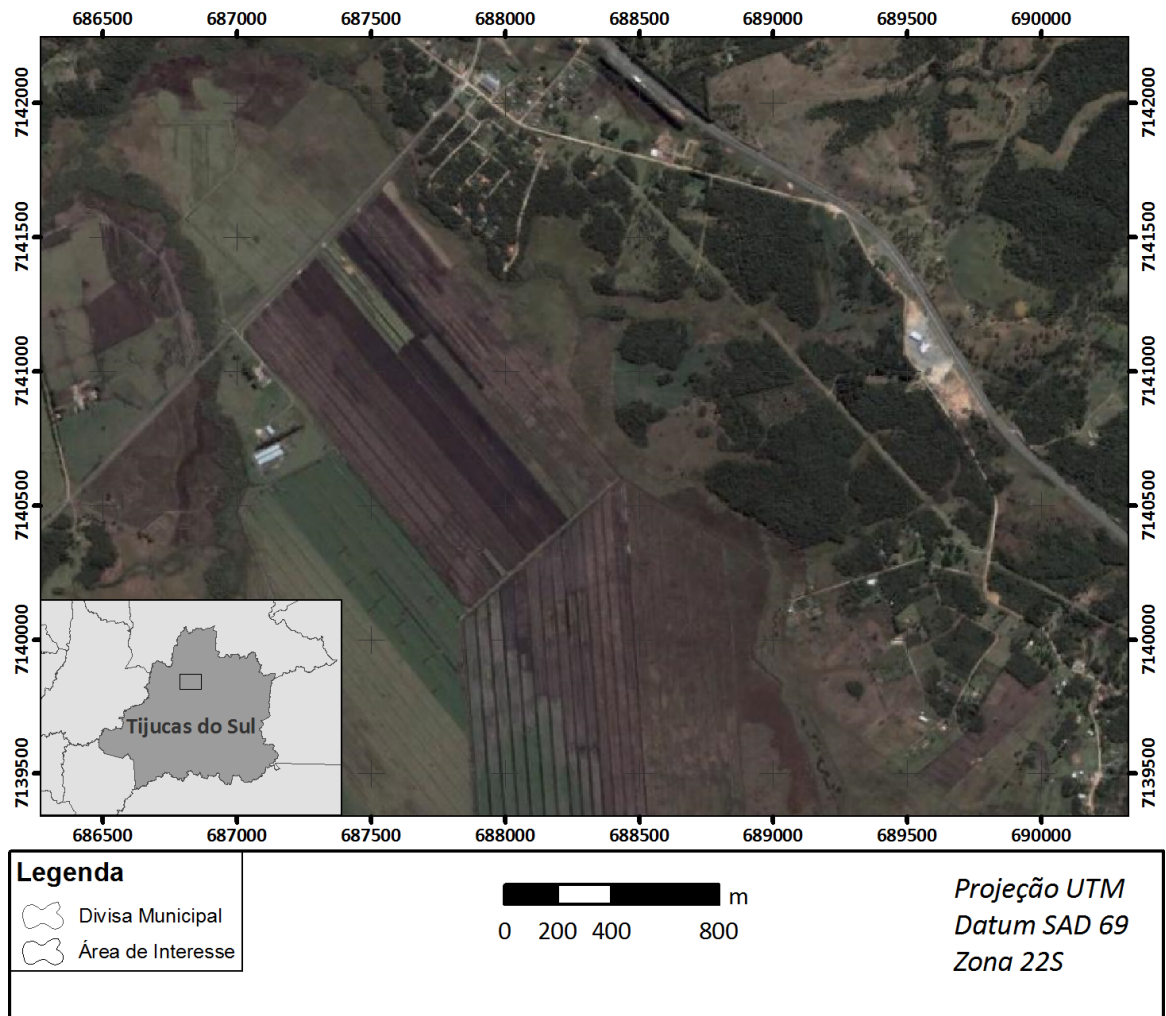 686500 687000 687500 688000 688500 689000 689500 690000
7142000 7142000
7141500 7141500
7141000 7141000
7140500 7140500
7140000 7140000
7139500 7139500
Tijucas do Sul
686500 687000 687500 688000 688500 689000 689500 690000
Legenda
Divisa Municipal
Área de Interesse
m
0 200 400 800
Projeção UTM
Datum SAD 69
Zona 22S